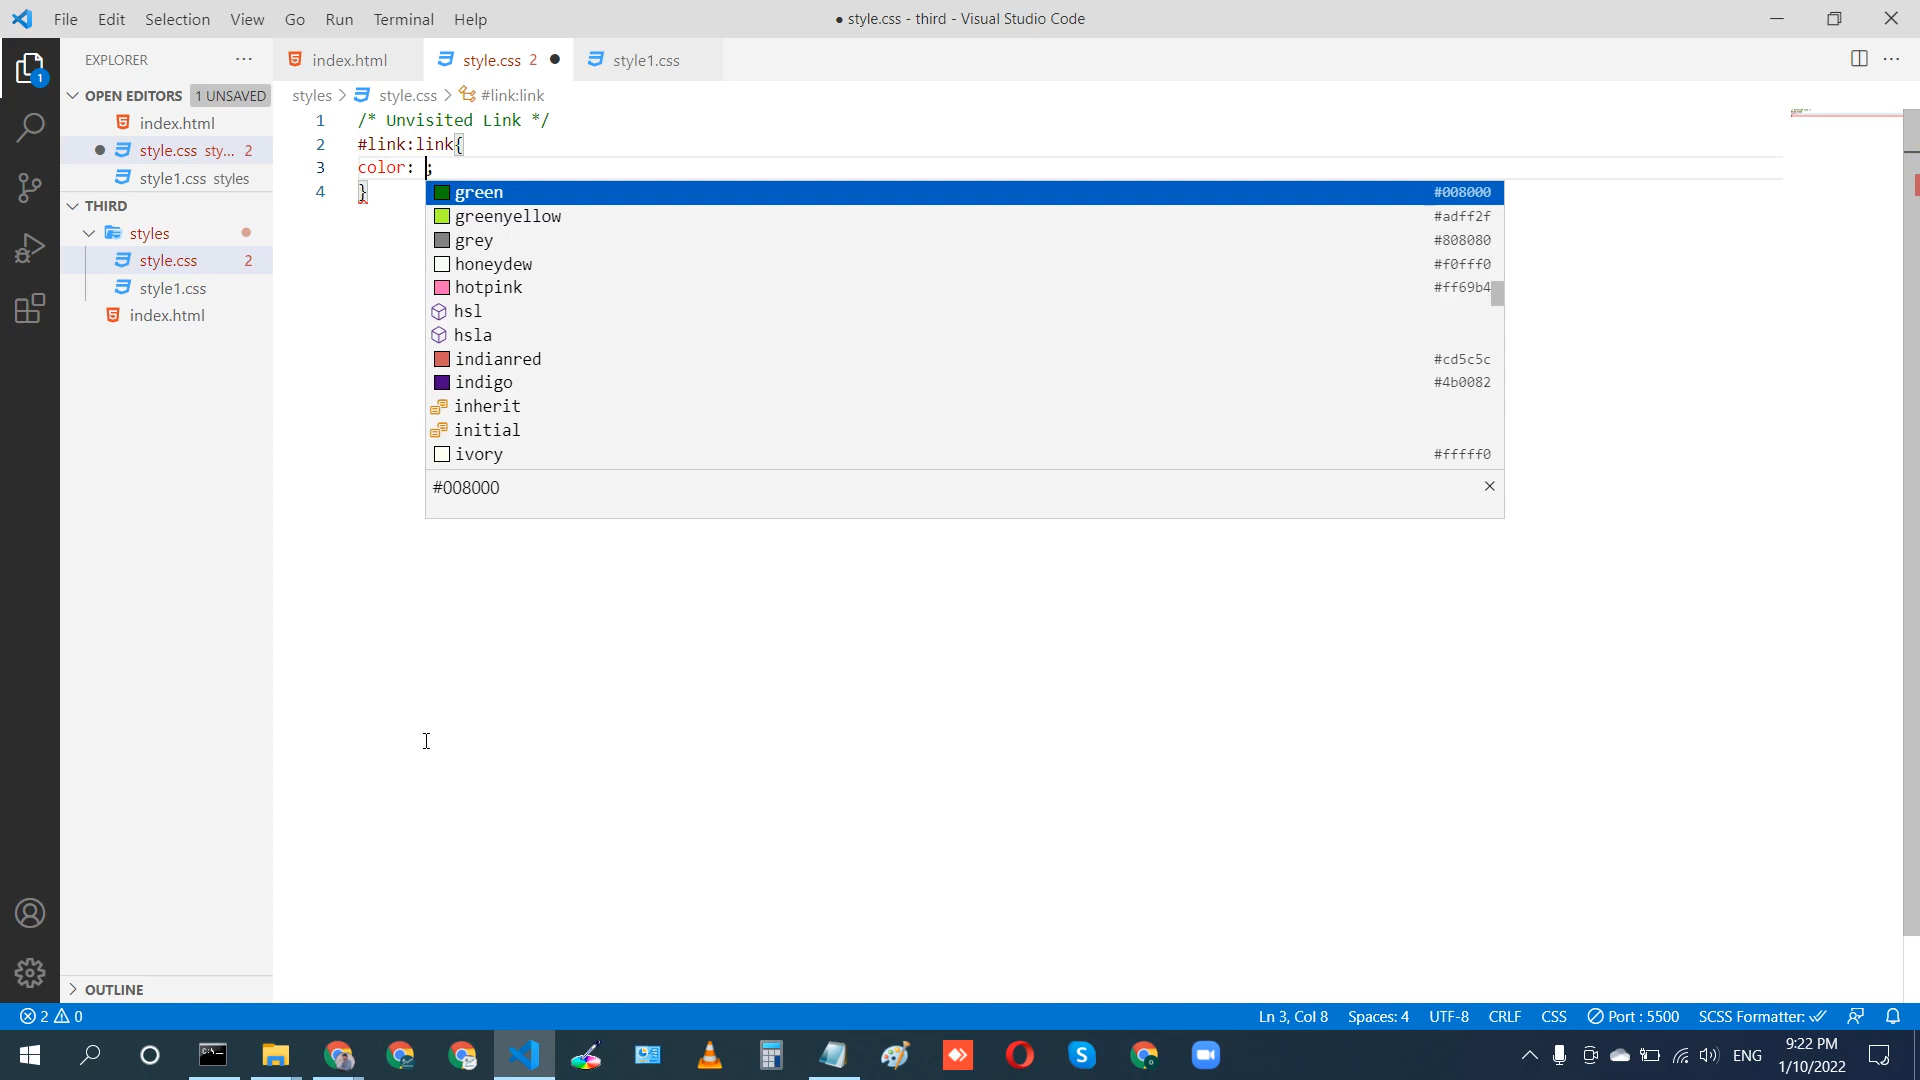 File Edit Selection View Go Run Terminal Help
● style.css - third - Visual Studio Code
1
EXPLORER
index.html
style.css 2
style1.css
OPEN EDITORS 1 UNSAVED
index.html
style.css sty... 2
style1.css styles
THIRD
styles
style.css 2
style1.css
index.html
OUTLINE
styles > style.css > #link:link
1 /* Unvisited Link */
2 #link:link{
3 color: ;
4 }
green #008000
greenyellow #adff2f
grey #808080
honeydew #f0fff0
hotpink #ff69b4
hsl
hsla
indianred #cd5c5c
indigo #4b0082
inherit
initial
ivory #fffff0
#008000
2 0
Ln 3, Col 8 Spaces: 4 UTF-8 CRLF CSS Port : 5500 SCSS Formatter:
ENG
9:22 PM
1/10/2022